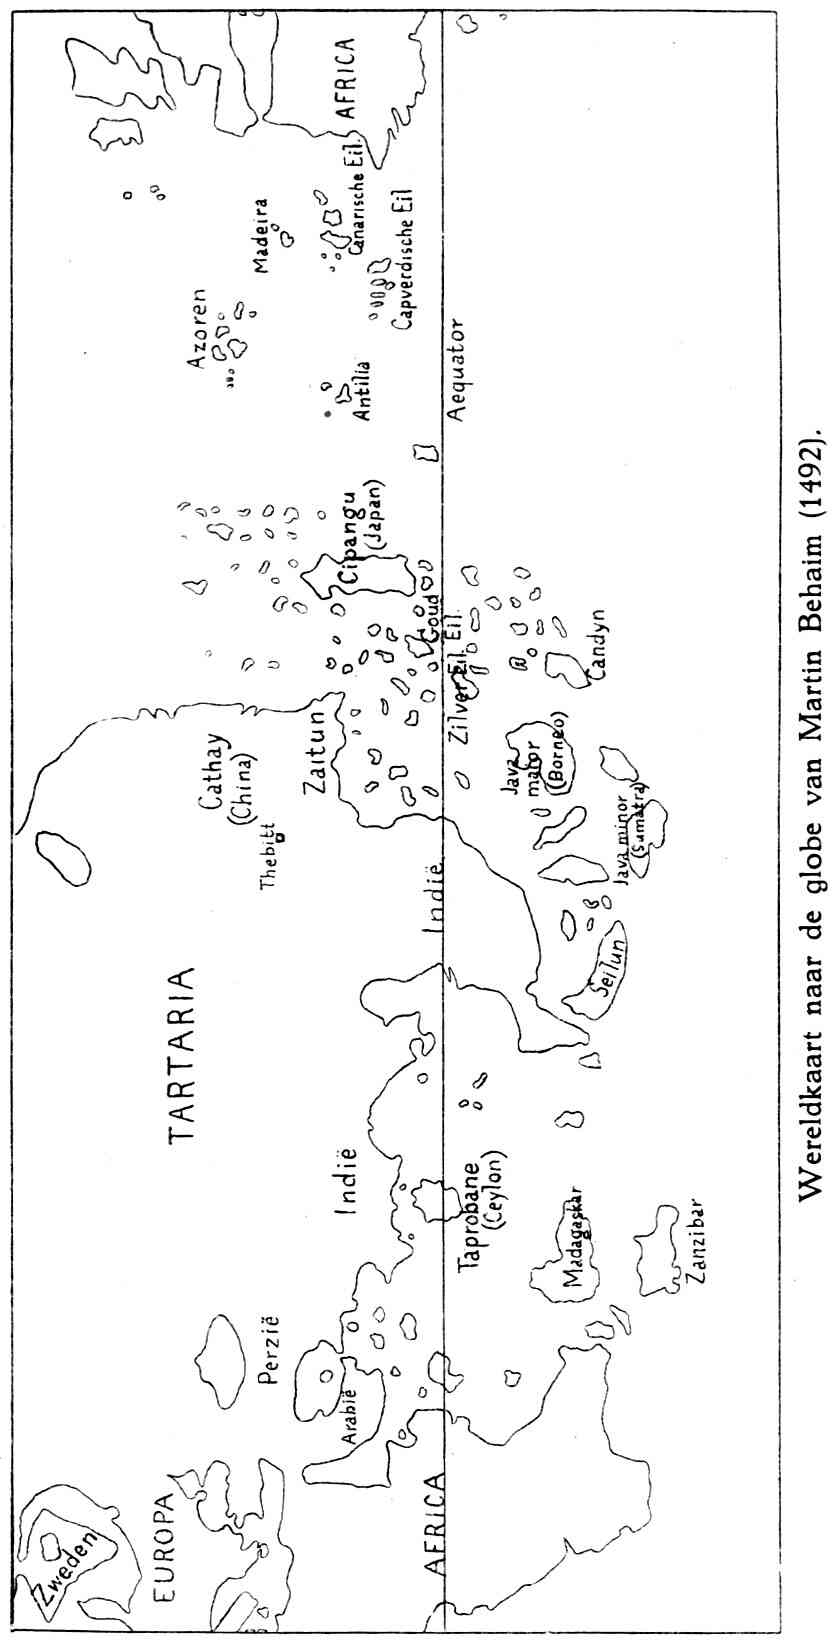 Zweden
EUROPA
AFRICA
Perzië
Arabië
TARTARIA
Indië
Taprobane
(Ceylon)
Madagaskar
Zanzibar
Cathay
(China)
Thebitt
Zaitun
Indië
Seilun
Java
maior
(Borneo)
Java minor
(Sumatra)
Candyn
Cipangu
(Japan)
Goud Eil.
Zilver Eil.
Azoren
Madeira
Antilia
Canarische Eil.
Capverdische Eil
Aequator
AFRICA
Wereldkaart naar de globe van Martin Behaim (1492).